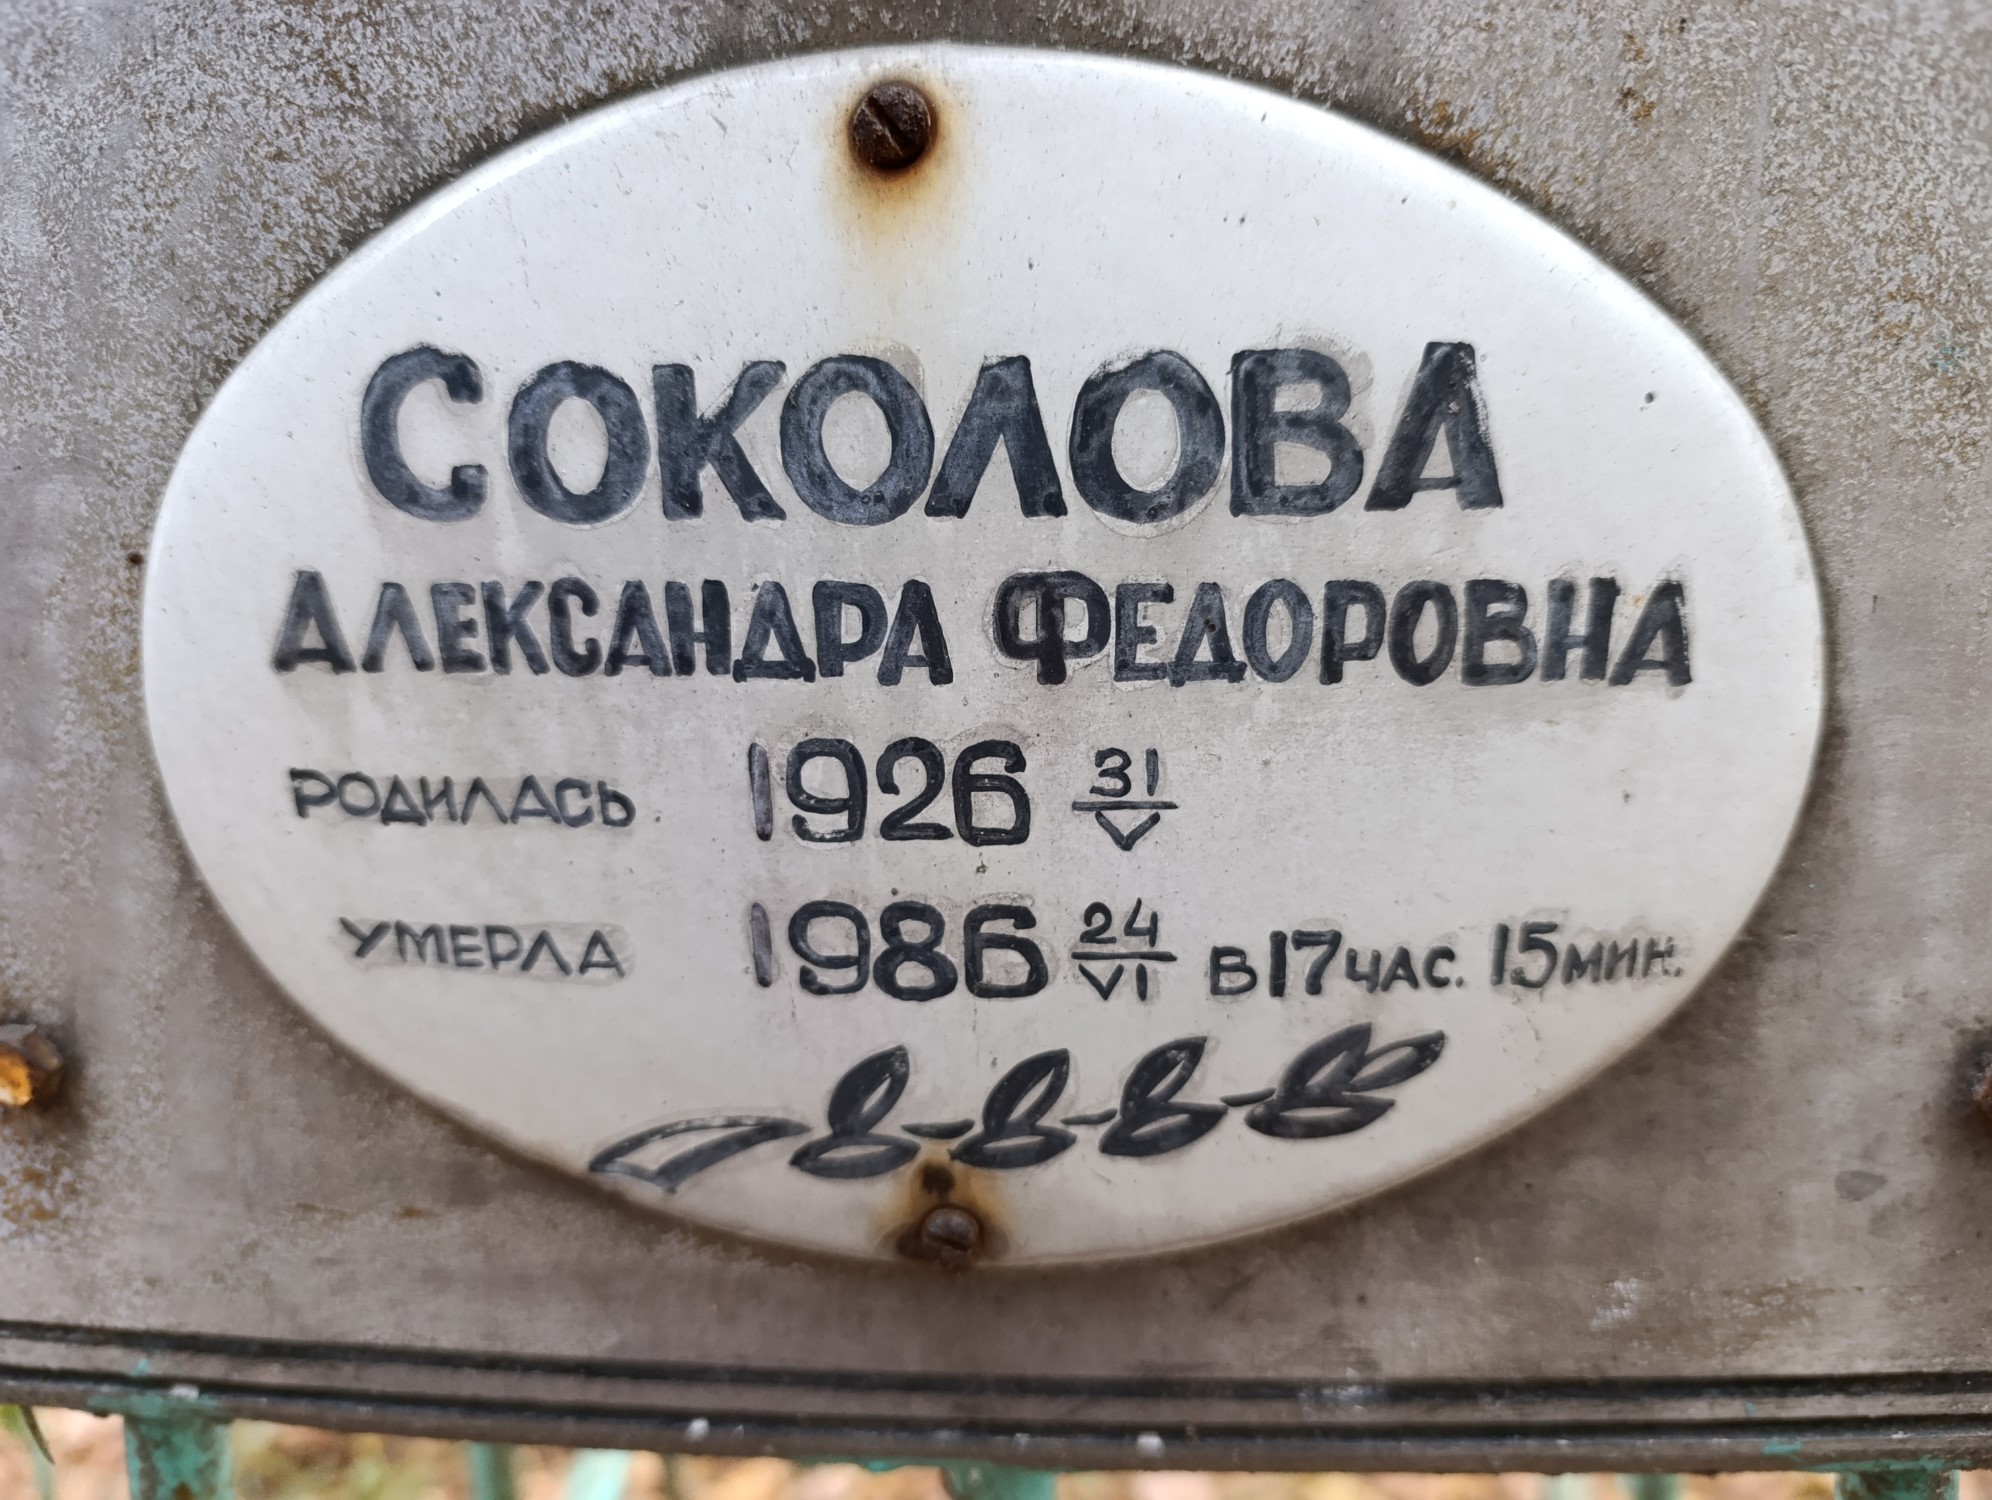 СОКОЛОВА
АЛЕКСАНДРА ФЕДОРОВНА
РОДИЛАСЬ 1926 31/V
УМЕРЛА 1986 24/VI В 17 ЧАС. 15 МИН.